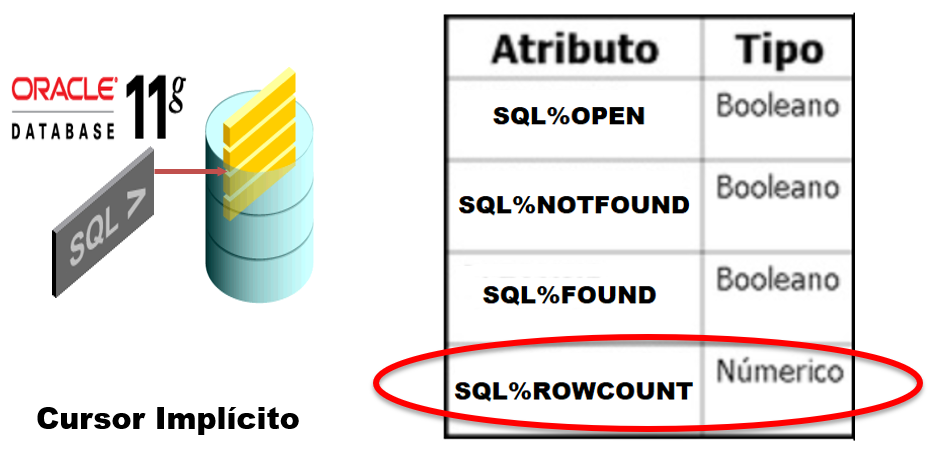 ORACLE
DATABASE
11g
SQL >
Cursor Implícito
Atributo Tipo
SQL%OPEN Booleano
SQL%NOTFOUND Booleano
SQL%FOUND Booleano
SQL%ROWCOUNT Númerico